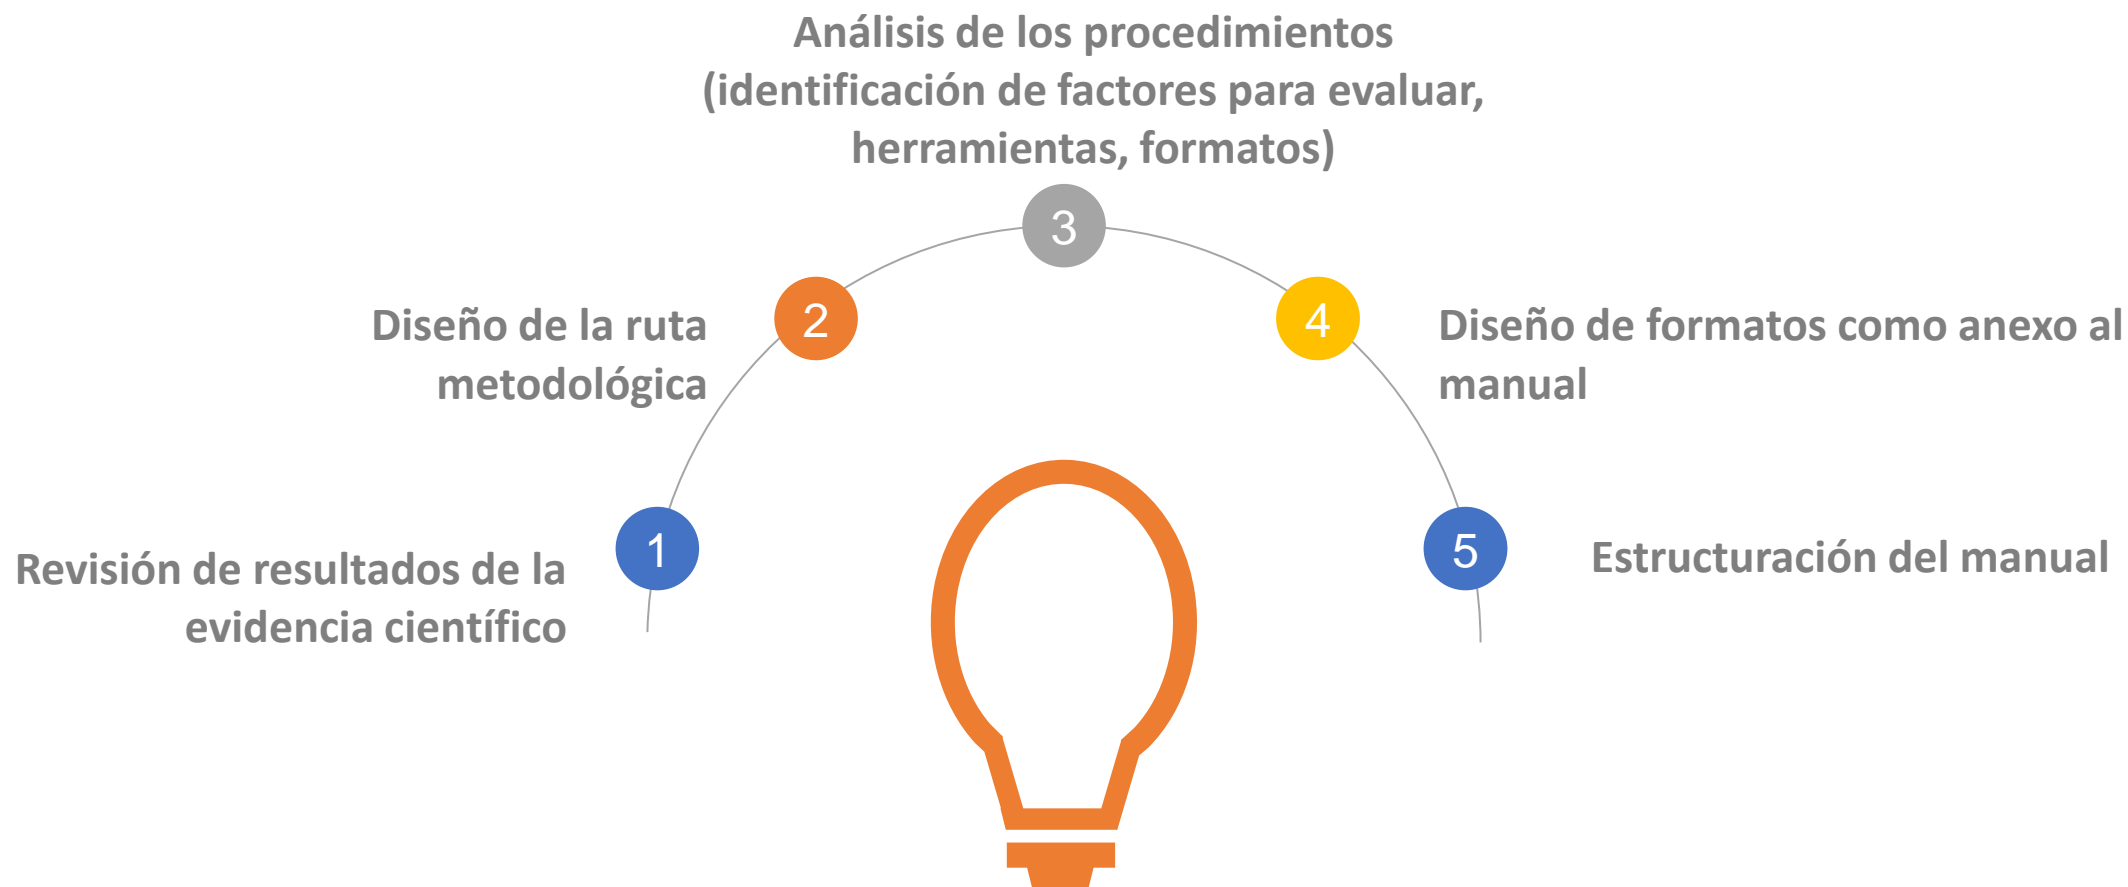 1
Revisión de resultados de la
evidencia científico
2
Diseño de la ruta
metodológica
3
Análisis de los procedimientos
(identificación de factores para evaluar,
herramientas, formatos)
4
Diseño de formatos como anexo al
manual
5
Estructuración del manual